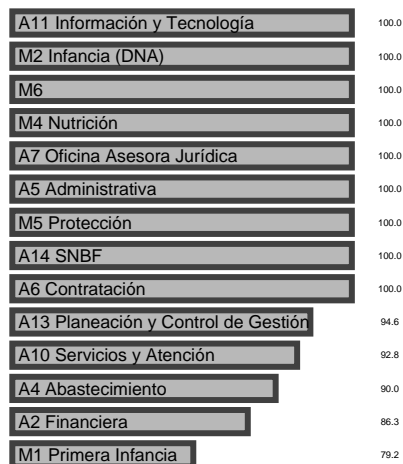 A11 Información y Tecnología 100.0
M2 Infancia (DNA) 100.0
M6 100.0
M4 Nutrición 100.0
A7 Oficina Asesora Jurídica 100.0
A5 Administrativa 100.0
M5 Protección 100.0
A14 SNBF 100.0
A6 Contratación 100.0
A13 Planeación y Control de Gestión 94.6
A10 Servicios y Atención 92.8
A4 Abastecimiento 90.0
A2 Financiera 86.3
M1 Primera Infancia 79.2